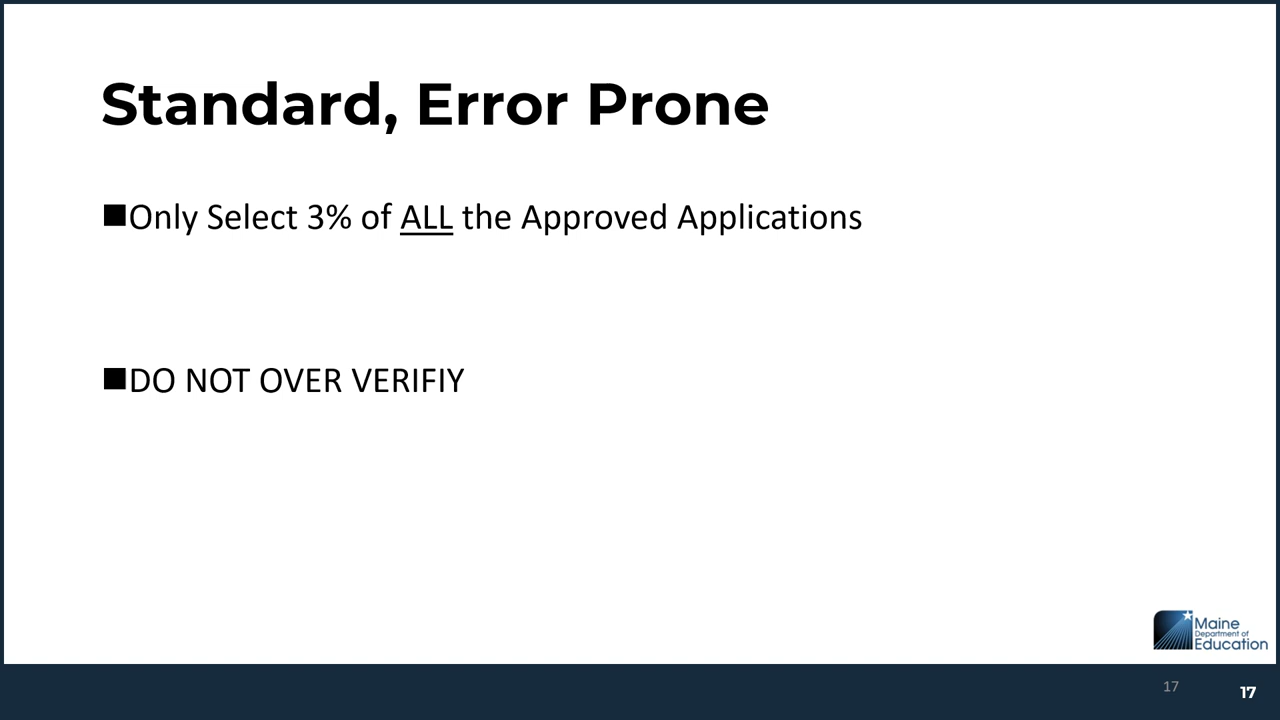 Standard, Error Prone
■Only Select 3% of ALL the Approved Applications
■DO NOT OVER VERIFIY
Maine
Department of
Education
17
17